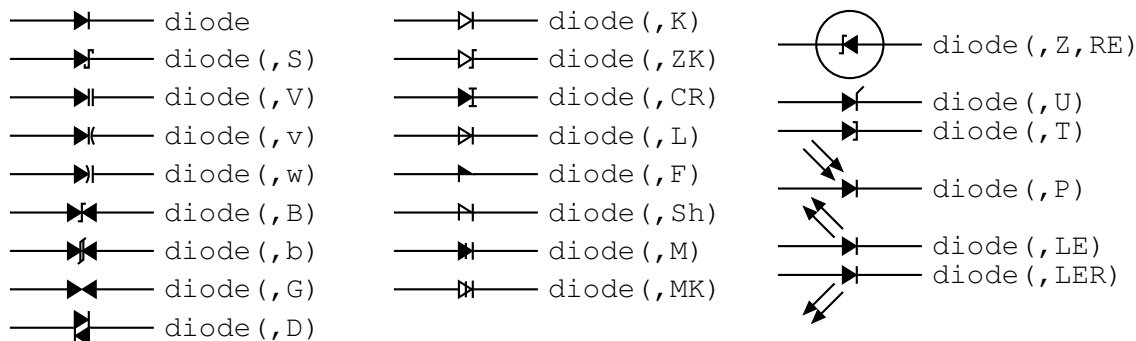 diode
diode(,S)
diode(,V)
diode(,v)
diode(,w)
diode(,B)
diode(,b)
diode(,G)
diode(,D)
diode(,K)
diode(,ZK)
diode(,CR)
diode(,L)
diode(,F)
diode(,Sh)
diode(,M)
diode(,MK)
diode(,Z,RE)
diode(,U)
diode(,T)
diode(,P)
diode(,LE)
diode(,LER)